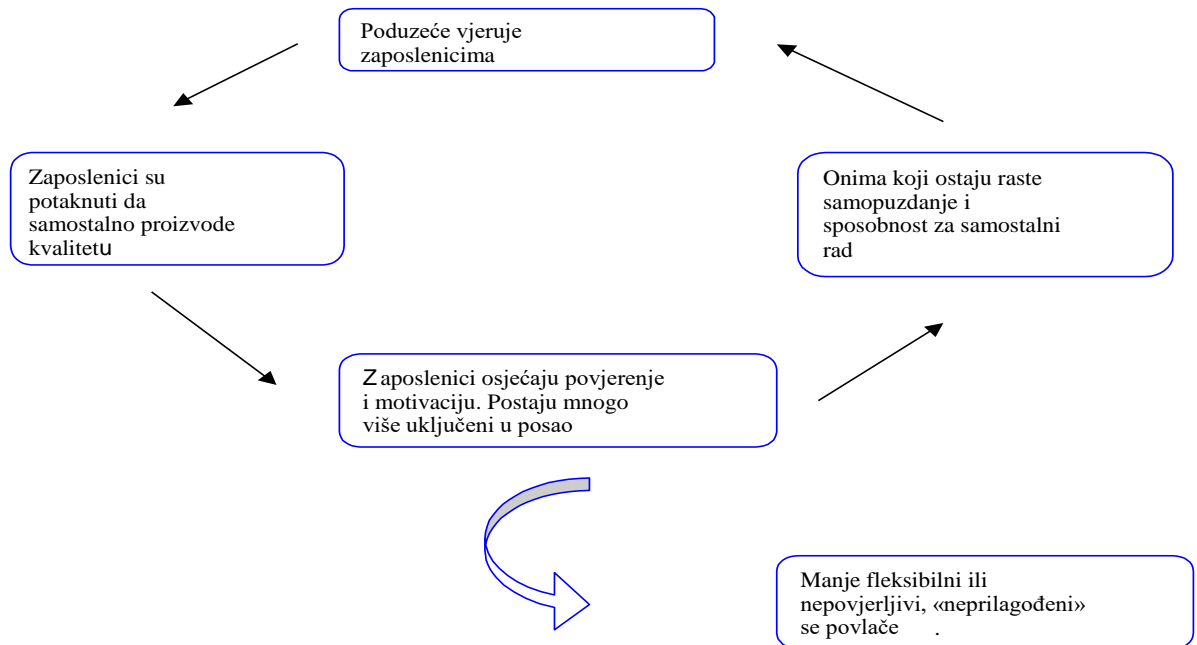 Poduzeće vjeruje
zaposlenicima
Zaposlenici su
potaknuti da
samostalno proizvode
kvalitetu
Onima koji ostaju raste
samopuzdanje i
sposobnost za samostalni
rad
Zaposlenici osjećaju povjerenje
i motivaciju. Postaju mnogo
više uključeni u posao
Manje fleksibilni ili
nepovjerljivi, «neprilagođeni»
se povlače .